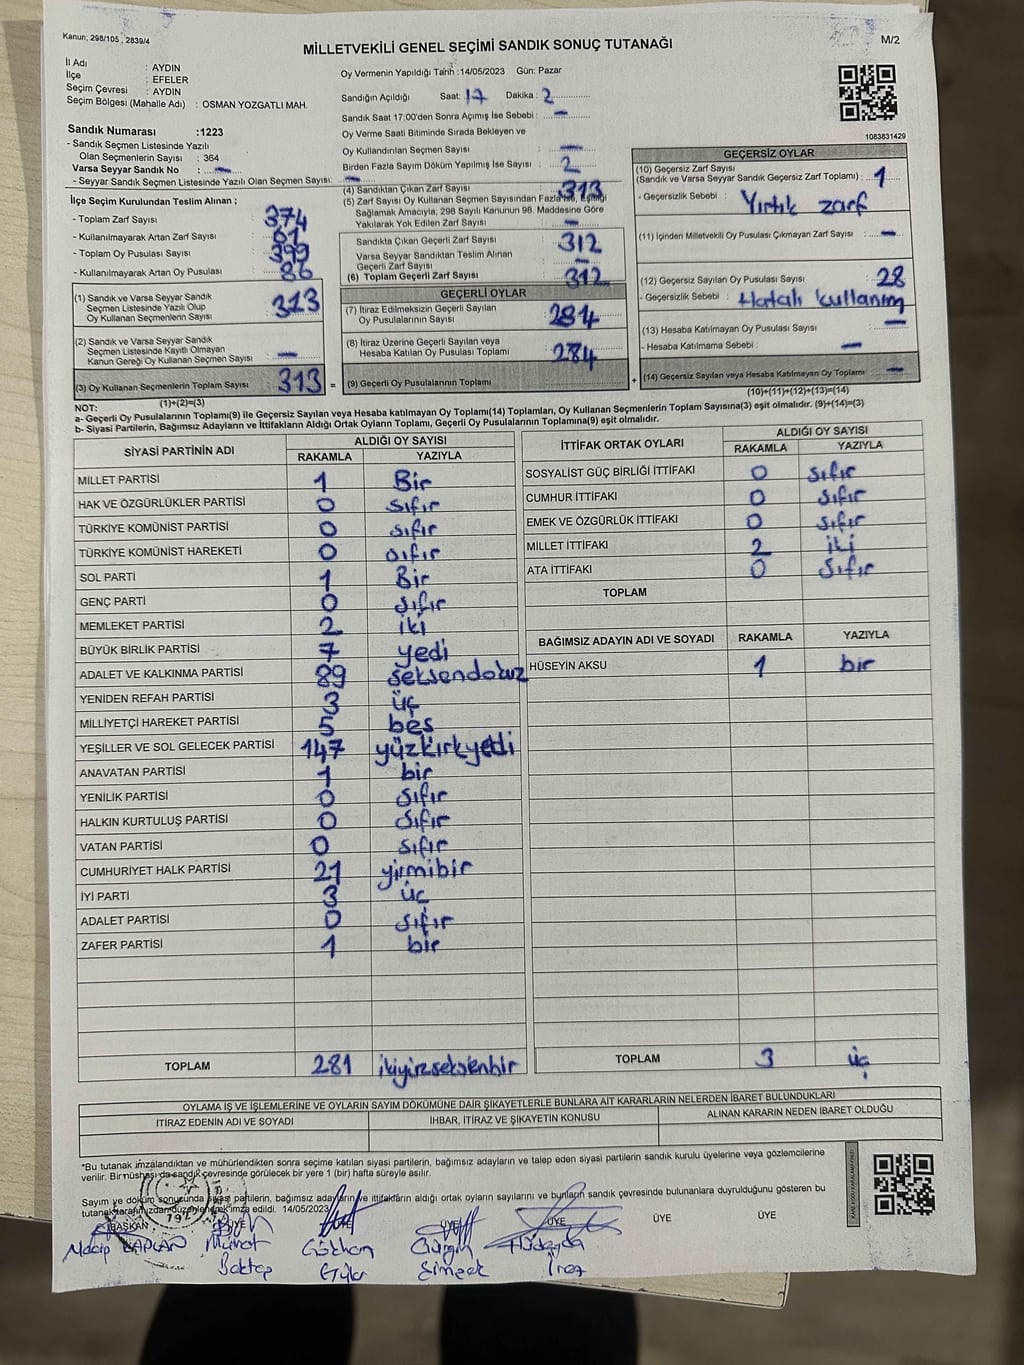 Kanun; 298/105 , 2839/4
MİLLETVEKİLİ GENEL SEÇİMİ SANDIK SONUÇ TUTANAĞI
M/2
İl Adı : AYDIN
İlçe : EFELER
Seçim Çevresi : AYDIN
Seçim Bölgesi (Mahalle Adı) : OSMAN YOZGATLI MAH.
Oy Vermenin Yapıldığı Tarih :14/05/2023 Gün: Pazar
Sandığın Açıldığı Saat: 17 Dakika : 2
Sandık Saat 17:00'den Sonra Açımış İse Sebebi : —
Oy Verme Saati Bitiminde Sırada Bekleyen ve
Oy Kullandırılan Seçmen Sayısı : —
Birden Fazla Sayım Döküm Yapılmış İse Sayısı : 2
1083831429
Sandık Numarası :1223
- Sandık Seçmen Listesinde Yazılı
Olan Seçmenlerin Sayısı : 364
Varsa Seyyar Sandık No : —
- Seyyar Sandık Seçmen Listesinde Yazılı Olan Seçmen Sayısı: —
İlçe Seçim Kurulundan Teslim Alınan ;
- Toplam Zarf Sayısı : 374
- Kullanılmayarak Artan Zarf Sayısı : 61
- Toplam Oy Pusulası Sayısı : 399
- Kullanılmayarak Artan Oy Pusulası : 86
(1) Sandık ve Varsa Seyyar Sandık
Seçmen Listesinde Yazılı Olup
Oy Kullanan Seçmenlerin Sayısı : 313
(2) Sandık ve Varsa Seyyar Sandık
Seçmen Listesinde Kayıtlı Olmayan
Kanun Gereği Oy Kullanan Seçmen Sayısı : —
(3) Oy Kullanan Seçmenlerin Toplam Sayısı 313 =
(1)+(2)=(3)
(4) Sandıktan Çıkan Zarf Sayısı : 313
(5) Zarf Sayısı Oy Kullanan Seçmen Sayısından Fazla ise, Eşitliği
Sağlamak Amacıyla, 298 Sayılı Kanunun 98. Maddesine Göre
Yakılarak Yok Edilen Zarf Sayısı : —
Sandıkta Çıkan Geçerli Zarf Sayısı : 312
Varsa Seyyar Sandıktan Teslim Alınan
Geçerli Zarf Sayısı : —
(6) Toplam Geçerli Zarf Sayısı : 312
GEÇERLİ OYLAR
(7) İtiraz Edilmeksizin Geçerli Sayılan
Oy Pusulalarının Sayısı : 284
(8) İtiraz Üzerine Geçerli Sayılan veya
Hesaba Katılan Oy Pusulası Toplamı : 284
(9) Geçerli Oy Pusulalarının Toplamı +
GEÇERSİZ OYLAR
(10) Geçersiz Zarf Sayısı
(Sandık ve Varsa Seyyar Sandık Geçersiz Zarf Toplamı) : 1
- Geçersizlik Sebebi : Yırtık zarf
(11) İçinden Milletvekili Oy Pusulası Çıkmayan Zarf Sayısı : —
(12) Geçersiz Sayılan Oy Pusulası Sayısı : 28
- Geçersizlik Sebebi : Hatalı kullanım
(13) Hesaba Katılmayan Oy Pusulası Sayısı : —
- Hesaba Katılmama Sebebi : —
(14) Geçersiz Sayılan veya Hesaba Katılmayan Oy Toplamı : —
(10)+(11)+(12)+(13)=(14)
NOT:
a- Geçerli Oy Pusulalarının Toplamı(9) ile Geçersiz Sayılan veya Hesaba katılmayan Oy Toplamı(14) Toplamları, Oy Kullanan Seçmenlerin Toplam Sayısına(3) eşit olmalıdır. (9)+(14)=(3)
b- Siyasi Partilerin, Bağımsız Adayların ve İttifakların Aldığı Ortak Oyların Toplamı, Geçerli Oy Pusulalarının Toplamına(9) eşit olmalıdır.
SİYASİ PARTİNİN ADI ALDIĞI OY SAYISI
RAKAMLA YAZIYLA
MİLLET PARTİSİ 1 Bir
HAK VE ÖZGÜRLÜKLER PARTİSİ 0 sıfır
TÜRKİYE KOMÜNİST PARTİSİ 0 sıfır
TÜRKİYE KOMÜNİST HAREKETİ 0 sıfır
SOL PARTİ 1 Bir
GENÇ PARTİ 0 sıfır
MEMLEKET PARTİSİ 2 iki
BÜYÜK BİRLİK PARTİSİ 7 yedi
ADALET VE KALKINMA PARTİSİ 89 seksendokuz
YENİDEN REFAH PARTİSİ 3 üç
MİLLİYETÇİ HAREKET PARTİSİ 5 beş
YEŞİLLER VE SOL GELECEK PARTİSİ 147 yüzkırkyedi
ANAVATAN PARTİSİ 1 bir
YENİLİK PARTİSİ 0 sıfır
HALKIN KURTULUŞ PARTİSİ 0 sıfır
VATAN PARTİSİ 0 sıfır
CUMHURİYET HALK PARTİSİ 21 yirmibir
İYİ PARTİ 3 üç
ADALET PARTİSİ 0 sıfır
ZAFER PARTİSİ 1 bir
TOPLAM 281 ikiyüzseksenbir
İTTİFAK ORTAK OYLARI ALDIĞI OY SAYISI
RAKAMLA YAZIYLA
SOSYALİST GÜÇ BİRLİĞİ İTTİFAKI 0 sıfır
CUMHUR İTTİFAKI 0 sıfır
EMEK VE ÖZGÜRLÜK İTTİFAKI 0 sıfır
MİLLET İTTİFAKI 2 iki
ATA İTTİFAKI 0 sıfır
TOPLAM
BAĞIMSIZ ADAYIN ADI VE SOYADI RAKAMLA YAZIYLA
HÜSEYİN AKSU 1 bir
TOPLAM 3 üç
OYLAMA İŞ VE İŞLEMLERİNE VE OYLARIN SAYIM DÖKÜMÜNE DAİR ŞİKAYETLERLE BUNLARA AİT KARARLARIN NELERDEN İBARET BULUNDUKLARI
İTİRAZ EDENİN ADI VE SOYADI İHBAR, İTİRAZ VE ŞİKAYETİN KONUSU ALINAN KARARIN NEDEN İBARET OLDUĞU
*Bu tutanak imzalandıktan ve mühürlendikten sonra seçime katılan siyasi partilerin, bağımsız adayların ve talep eden siyasi partilerin sandık kurulu üyelerine veya gözlemcilerine
verilir. Bir nüshası da sandık çevresinde görülecek bir yere 1 (bir) hafta süreyle asılır.
Sayım ve döküm sonucunda siyasi partilerin, bağımsız adayların ve ittifakların aldığı ortak oyların sayılarını ve bunların sandık çevresinde bulunanlara duyrulduğunu gösteren bu
tutanak tarafımızdan düzenlenerek imza edildi. 14/05/2023
BAŞKAN ÜYE ÜYE ÜYE ÜYE ÜYE ÜYE
KAPLAN Murat Gökhan
Şimşek